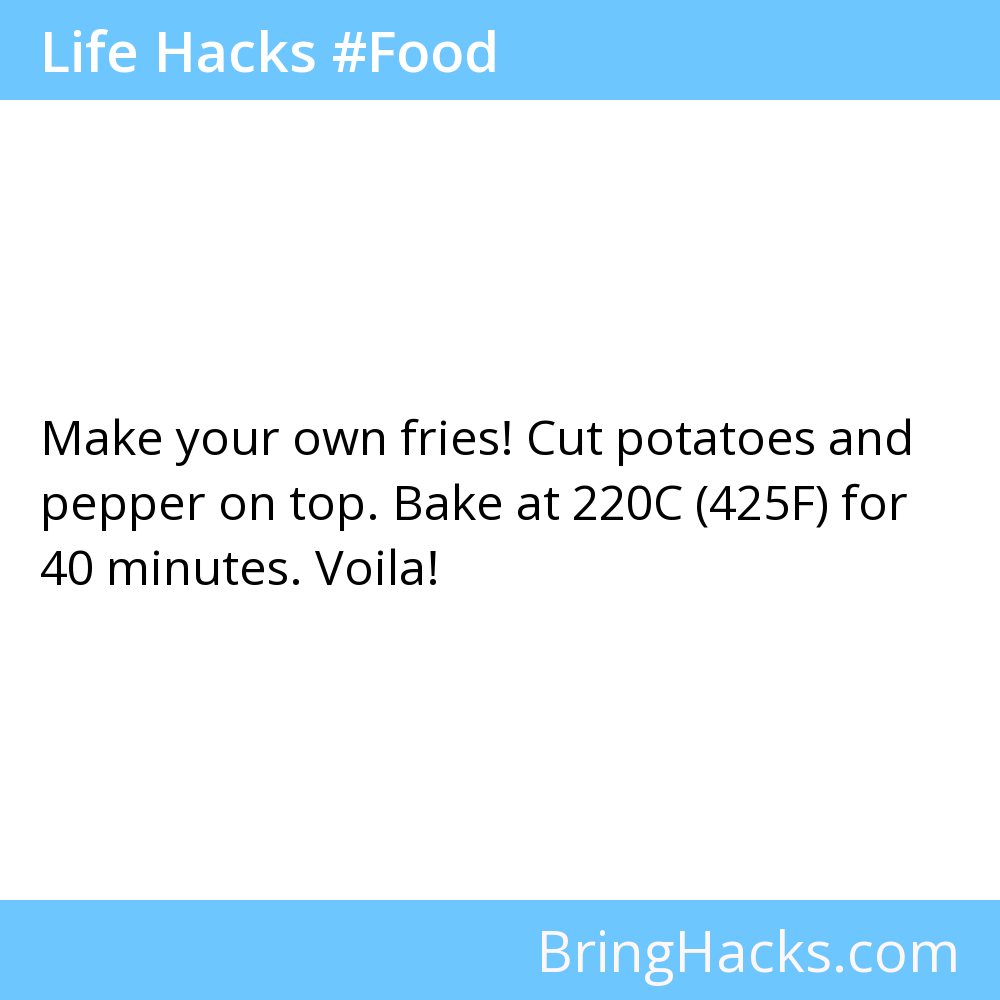 Life Hacks #Food
Make your own fries! Cut potatoes and
pepper on top. Bake at 220C (425F) for
40 minutes. Voila!
BringHacks.com